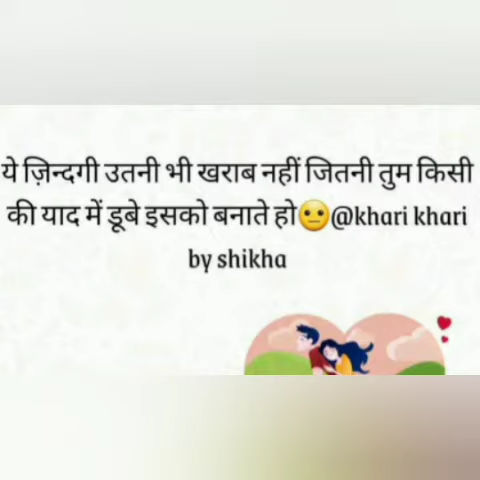 ये ज़िन्दगी उतनी भी खराब नहीं जितनी तुम किसी
की याद में डूबे इसको बनाते हो😐@khari khari
by shikha